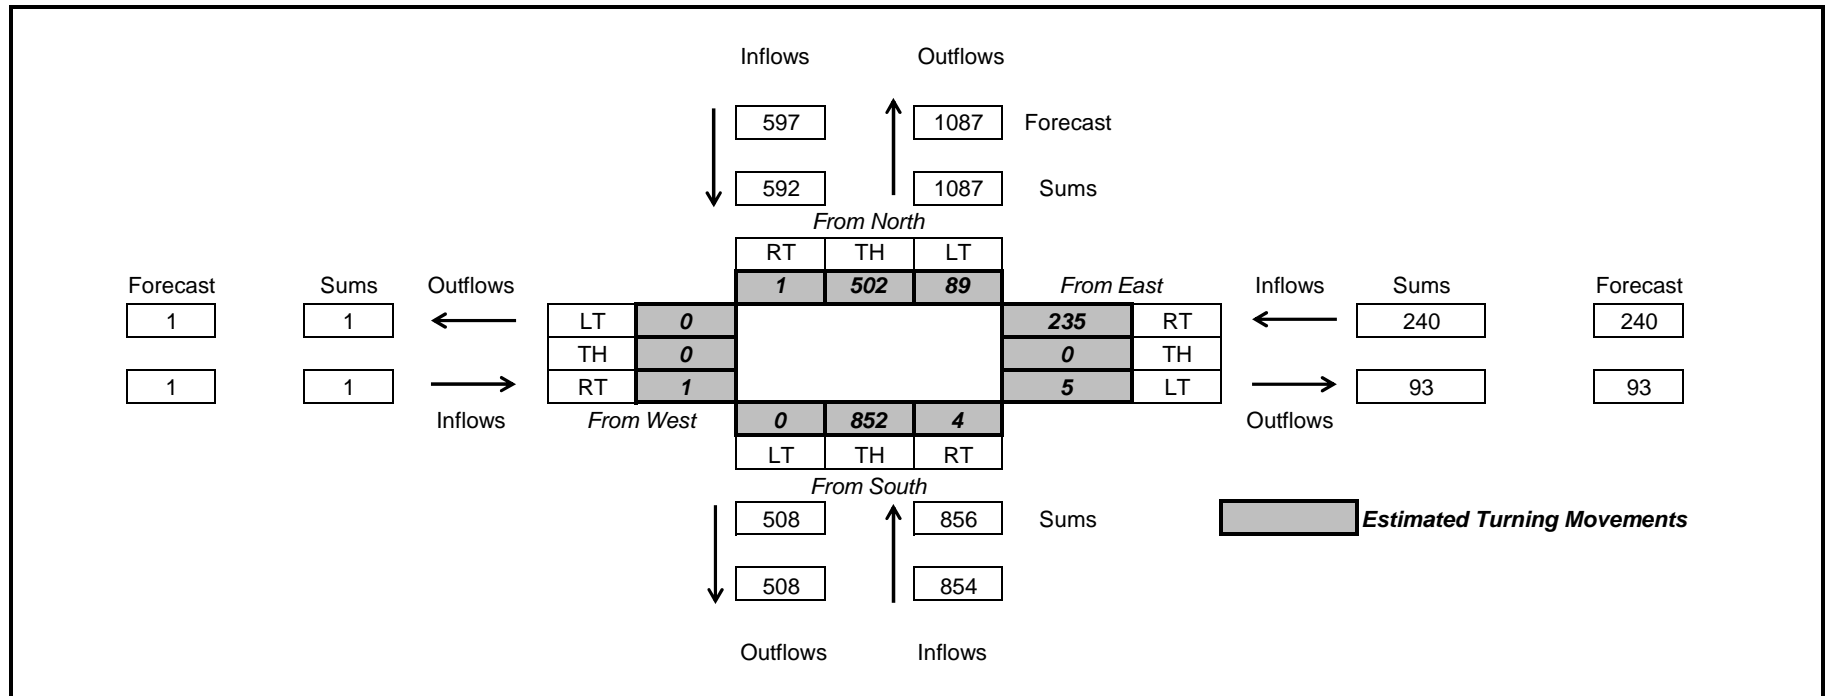 Inflows Outflows
597 1087 Forecast
592 1087 Sums
From North
RT TH LT
Forecast Sums Outflows 1 502 89 From East Inflows Sums Forecast
1 1 LT 0 235 RT 240 240
TH 0 0 TH
1 1 RT 1 5 LT 93 93
Inflows From West 0 852 4 Outflows
LT TH RT
From South
508 856 Sums Estimated Turning Movements
508 854
Outflows Inflows